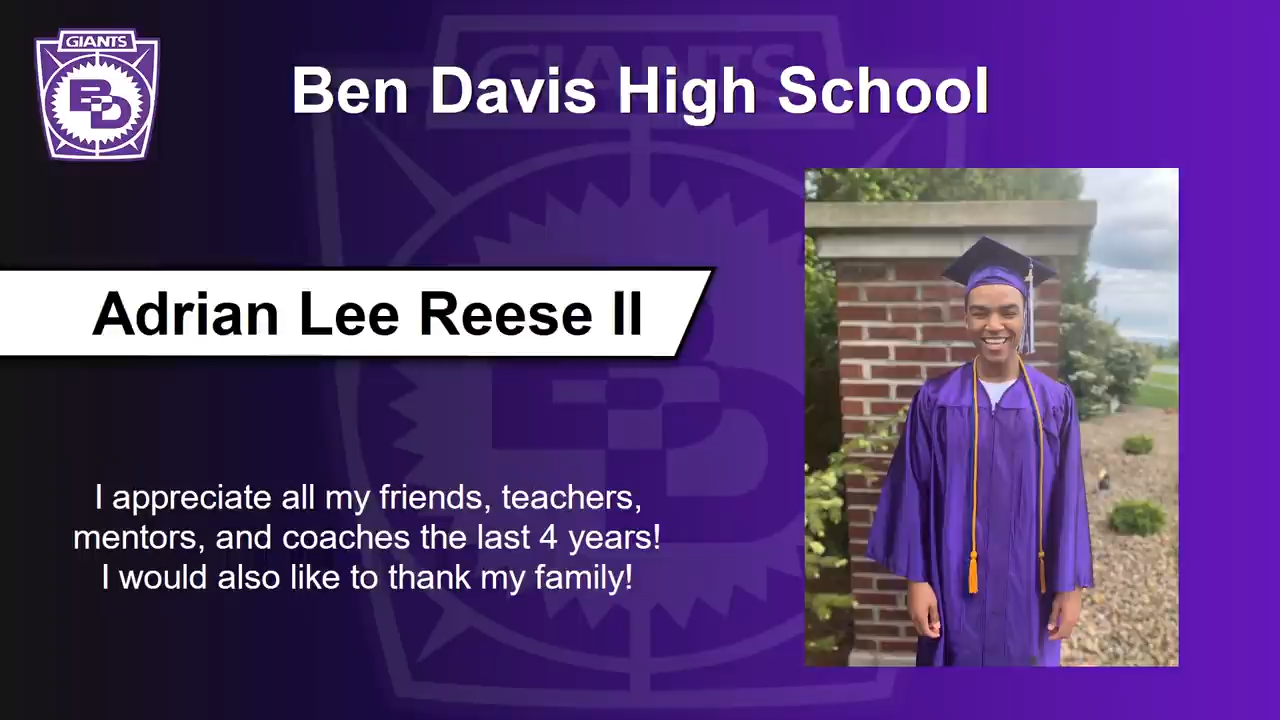 GIANTS
BD
Ben Davis High School
Adrian Lee Reese II
I appreciate all my friends, teachers,
mentors, and coaches the last 4 years!
I would also like to thank my family!